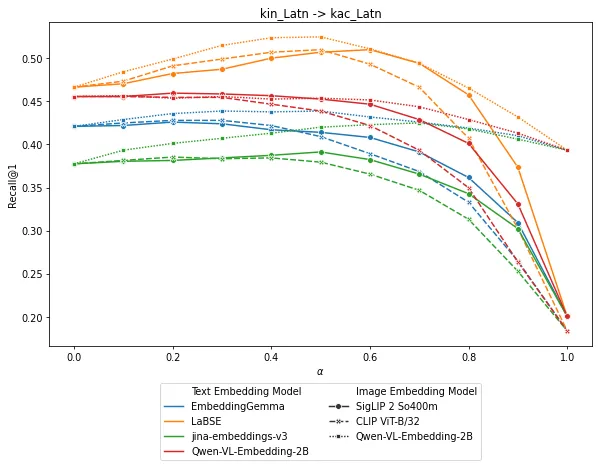 kin_Latn -> kac_Latn
Recall@1
0.50
0.45
0.40
0.35
0.30
0.25
0.20
0.0 0.2 0.4 0.6 0.8 1.0
α
Text Embedding Model Image Embedding Model
EmbeddingGemma SigLIP 2 So400m
LaBSE CLIP ViT-B/32
jina-embeddings-v3 Qwen-VL-Embedding-2B
Qwen-VL-Embedding-2B